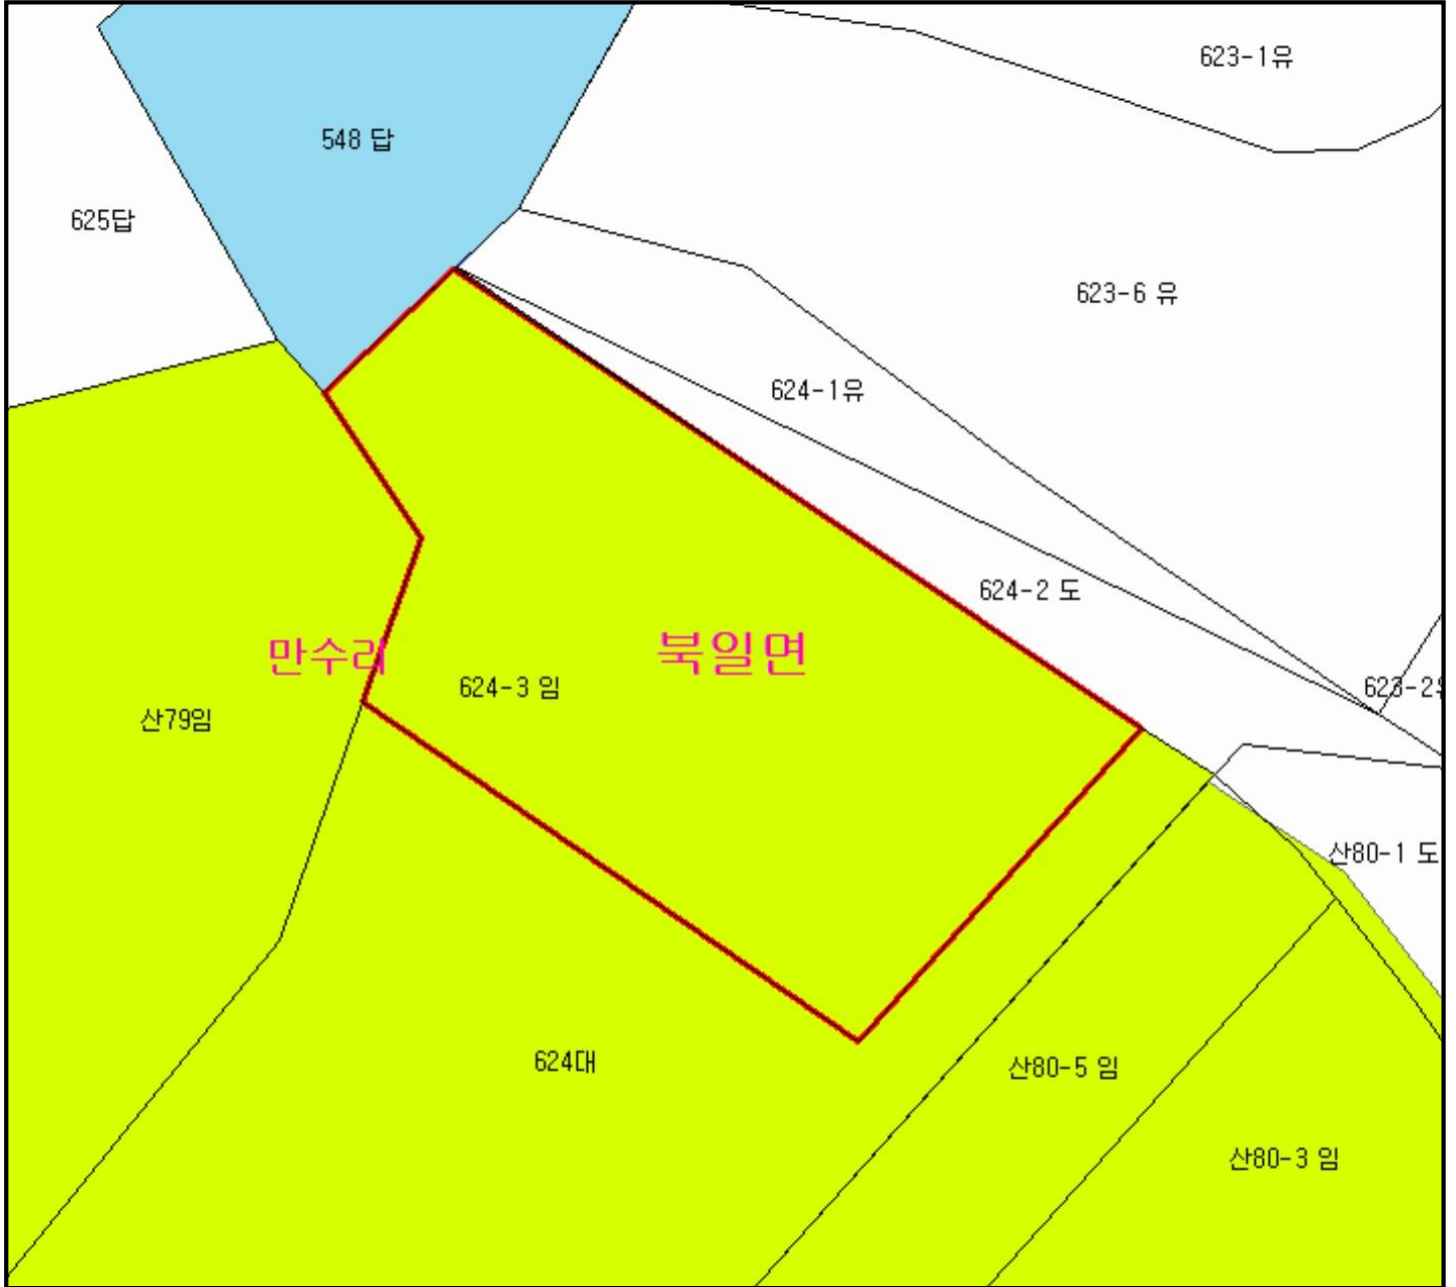 623-1유
548 답
625답
623-6 유
624-1유
624-2 도
만수리
북일면
624-3 임
623-2
산79임
산80-1 도
624대
산80-5 임
산80-3 임